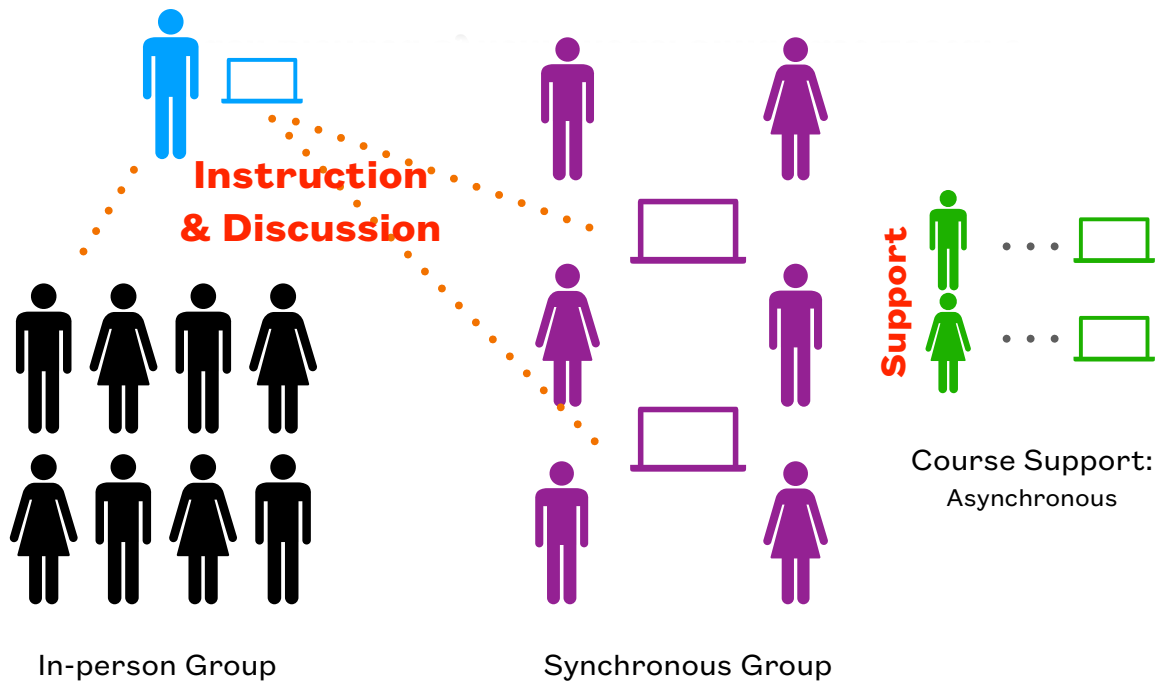 Instruction
& Discussion
Support
Course Support:
Asynchronous
In-person Group
Synchronous Group